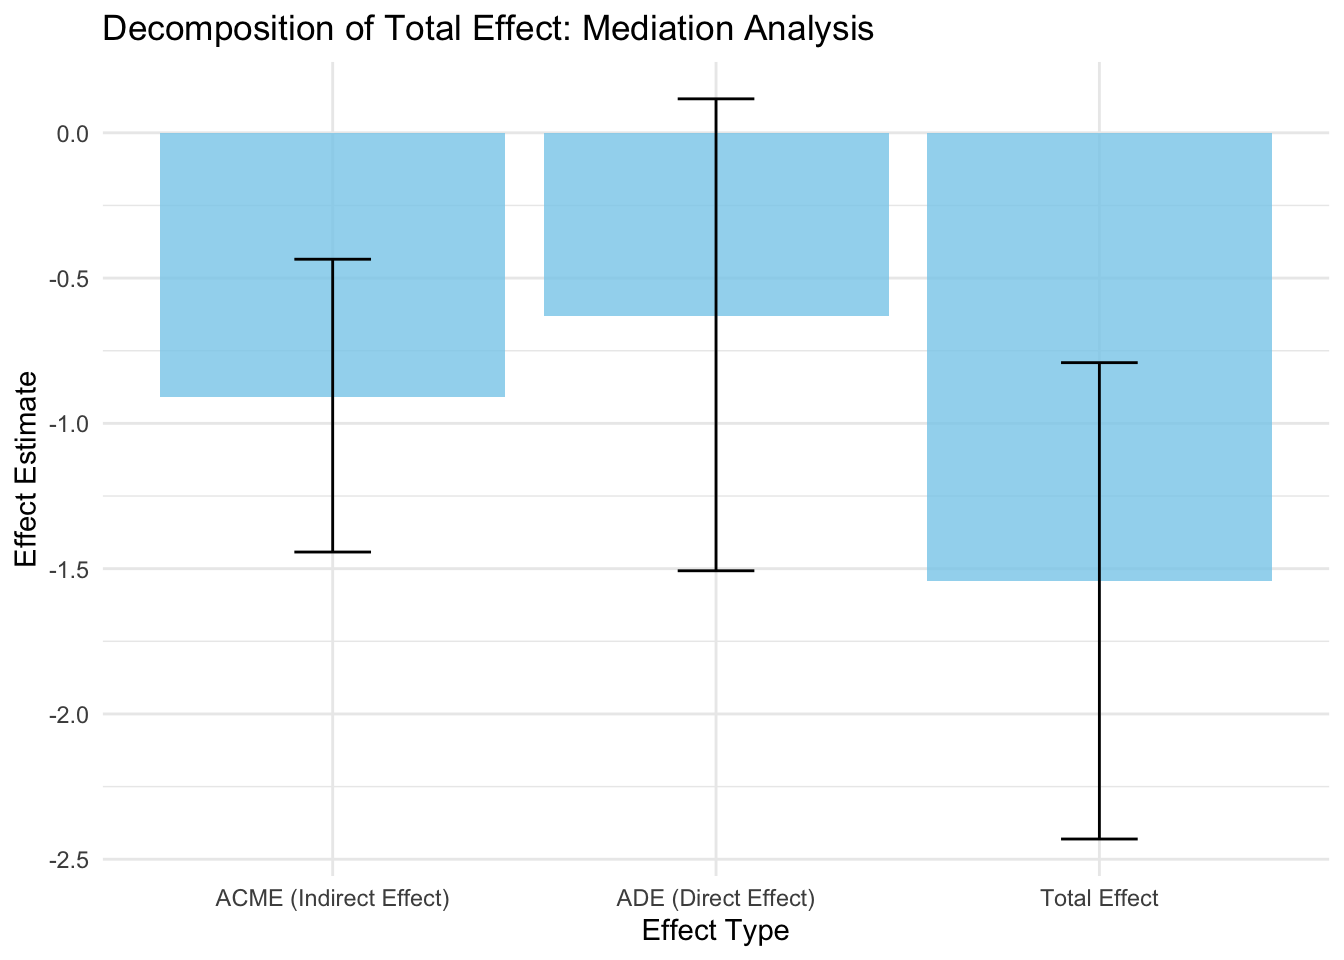 Decomposition of Total Effect: Mediation Analysis
Effect Estimate
0.0
-0.5
-1.0
-1.5
-2.0
-2.5
ACME (Indirect Effect) ADE (Direct Effect) Total Effect
Effect Type